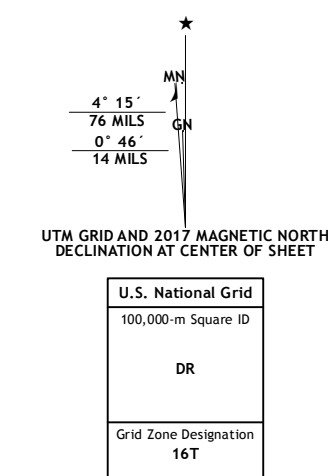 ★
MN
4° 15´
76 MILS
GN
0° 46´
14 MILS
UTM GRID AND 2017 MAGNETIC NORTH
DECLINATION AT CENTER OF SHEET
U.S. National Grid
100,000-m Square ID
DR
Grid Zone Designation
16T